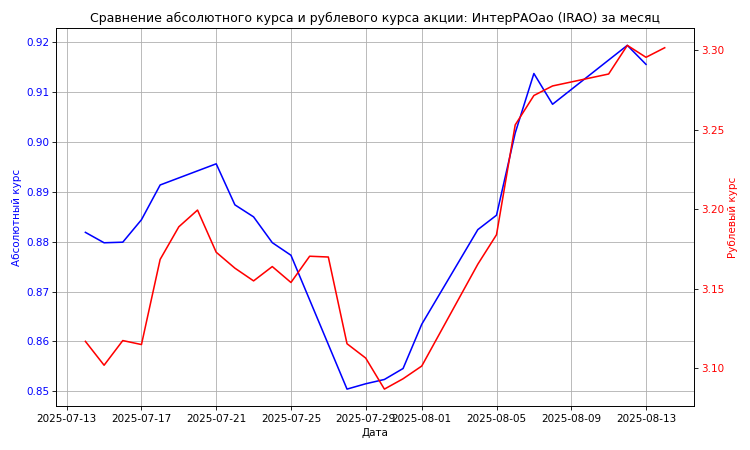 Сравнение абсолютного курса и рублевого курса акции: ИнтерРАОао (IRAO) за месяц
Абсолютный курс
0.92
0.91
0.90
0.89
0.88
0.87
0.86
0.85
3.30
3.25
3.20
3.15
3.10
Рублевый курс
2025-07-13 2025-07-17 2025-07-21 2025-07-25 2025-07-29 2025-08-01 2025-08-05 2025-08-09 2025-08-13
Дата